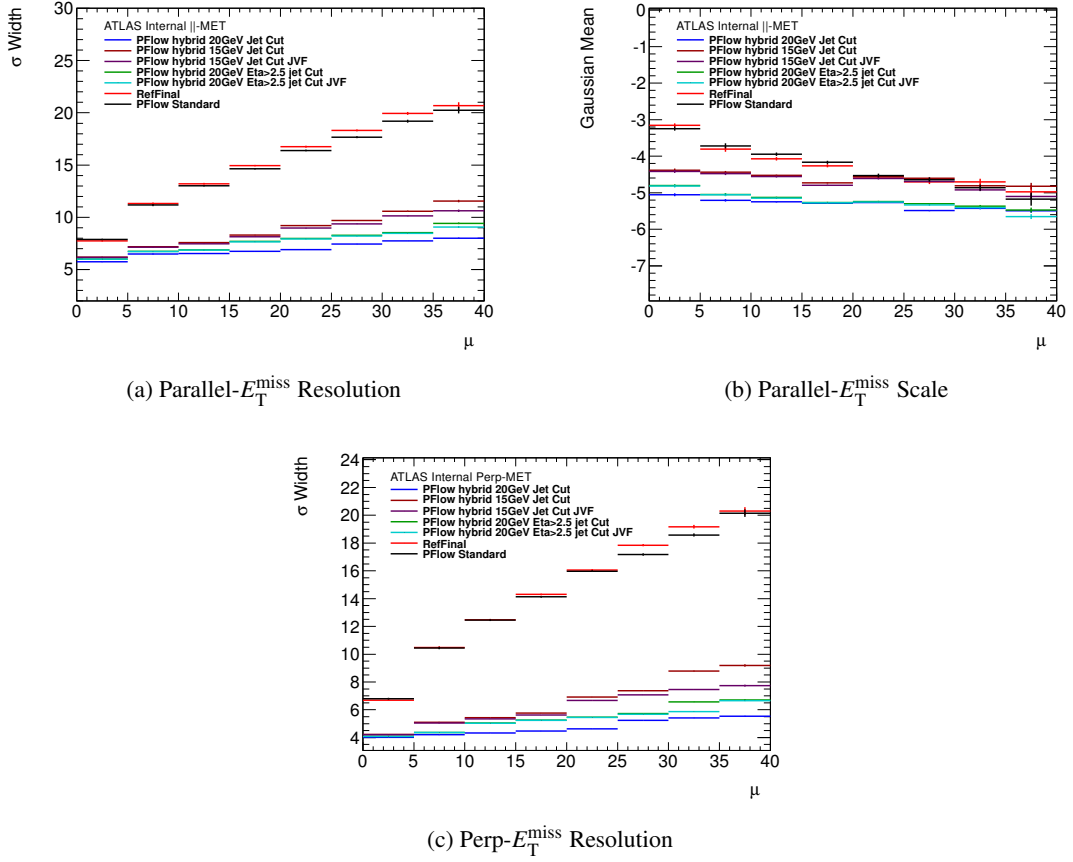 σ Width
30
25
20
15
10
5
ATLAS Internal ||-MET
PFlow hybrid 20GeV Jet Cut
PFlow hybrid 15GeV Jet Cut
PFlow hybrid 15GeV Jet Cut JVF
PFlow hybrid 20GeV Eta>2.5 jet Cut
PFlow hybrid 20GeV Eta>2.5 jet Cut JVF
RefFinal
PFlow Standard
0 5 10 15 20 25 30 35 40
μ
(a) Parallel-E_T^miss Resolution
Gaussian Mean
0
-1
-2
-3
-4
-5
-6
-7
ATLAS Internal ||-MET
PFlow hybrid 20GeV Jet Cut
PFlow hybrid 15GeV Jet Cut
PFlow hybrid 15GeV Jet Cut JVF
PFlow hybrid 20GeV Eta>2.5 jet Cut
PFlow hybrid 20GeV Eta>2.5 jet Cut JVF
RefFinal
PFlow Standard
0 5 10 15 20 25 30 35 40
μ
(b) Parallel-E_T^miss Scale
σ Width
24
22
20
18
16
14
12
10
8
6
4
ATLAS Internal Perp-MET
PFlow hybrid 20GeV Jet Cut
PFlow hybrid 15GeV Jet Cut
PFlow hybrid 15GeV Jet Cut JVF
PFlow hybrid 20GeV Eta>2.5 jet Cut
PFlow hybrid 20GeV Eta>2.5 jet Cut JVF
RefFinal
PFlow Standard
0 5 10 15 20 25 30 35 40
μ
(c) Perp-E_T^miss Resolution